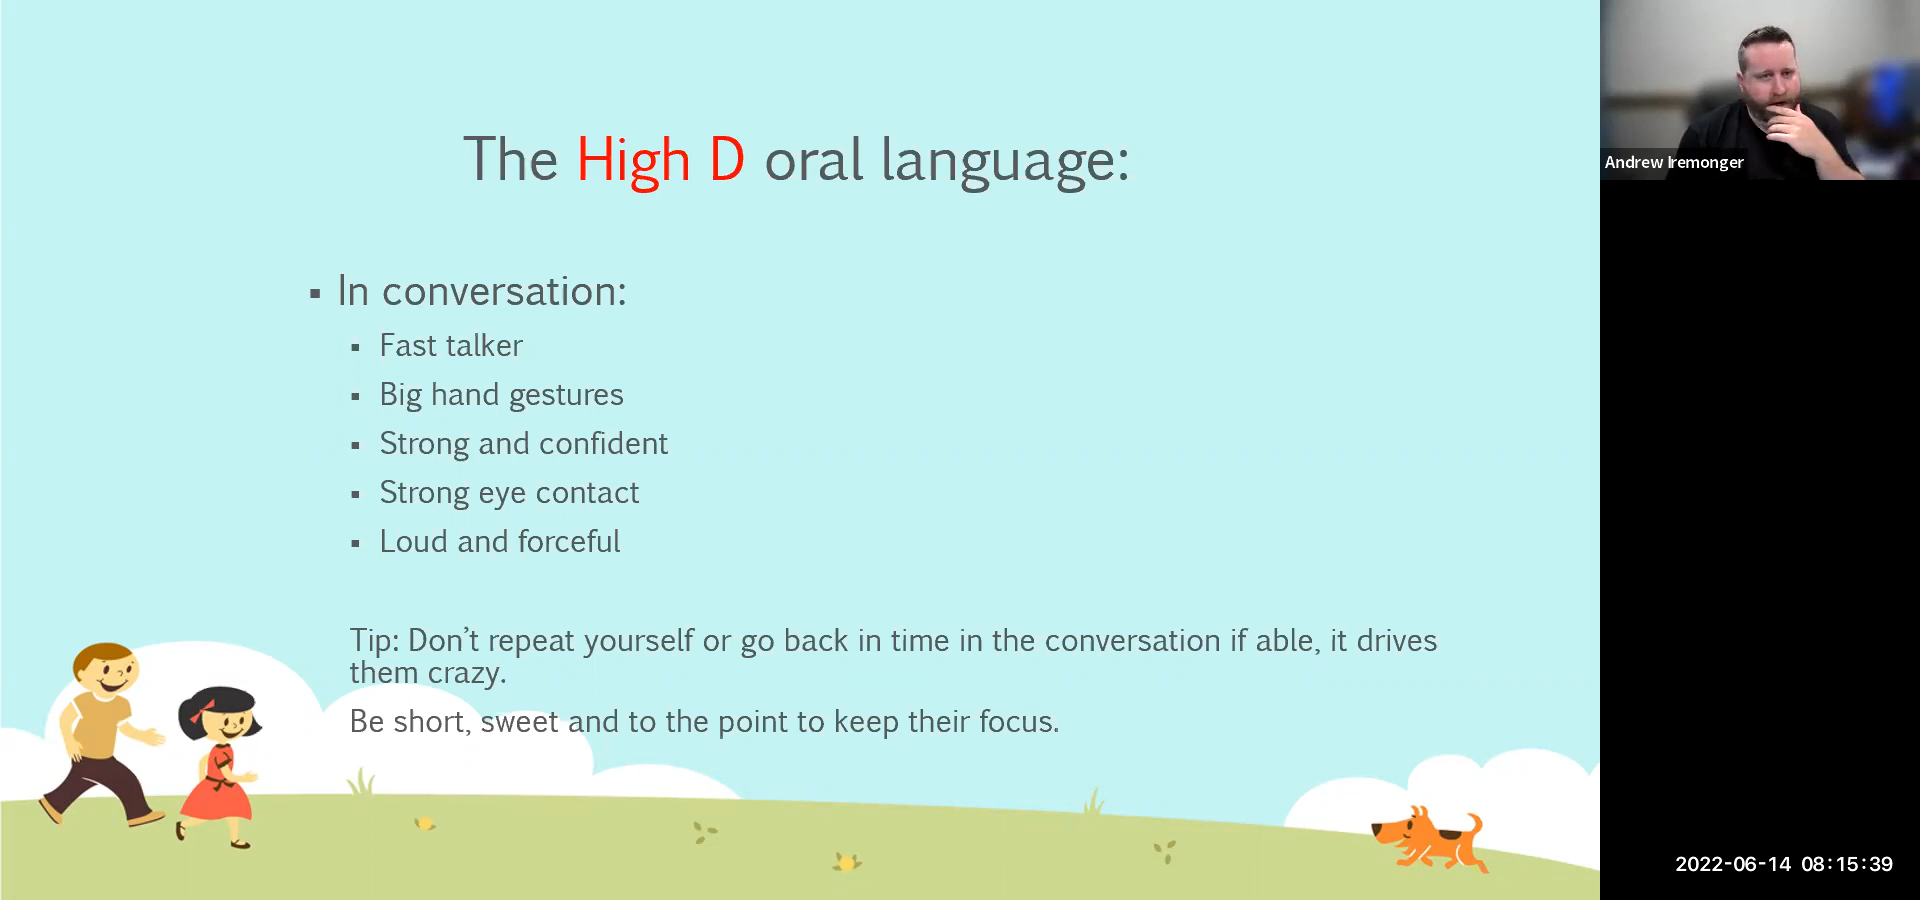 The High D oral language:
▪ In conversation:
▪ Fast talker
▪ Big hand gestures
▪ Strong and confident
▪ Strong eye contact
▪ Loud and forceful
Tip: Don’t repeat yourself or go back in time in the conversation if able, it drives
them crazy.
Be short, sweet and to the point to keep their focus.
Andrew Iremonger
2022-06-14 08:15:39